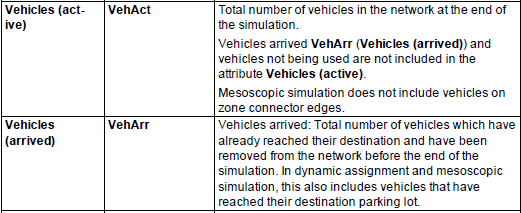 Vehicles (act-
ive)
VehAct
Total number of vehicles in the network at the end of
the simulation.
Vehicles arrived VehArr (Vehicles (arrived)) and
vehicles not being used are not included in the
attribute Vehicles (active).
Mesoscopic simulation does not include vehicles on
zone connector edges.
Vehicles
(arrived)
VehArr
Vehicles arrived: Total number of vehicles which have
already reached their destination and have been
removed from the network before the end of the
simulation. In dynamic assignment and mesoscopic
simulation, this also includes vehicles that have
reached their destination parking lot.